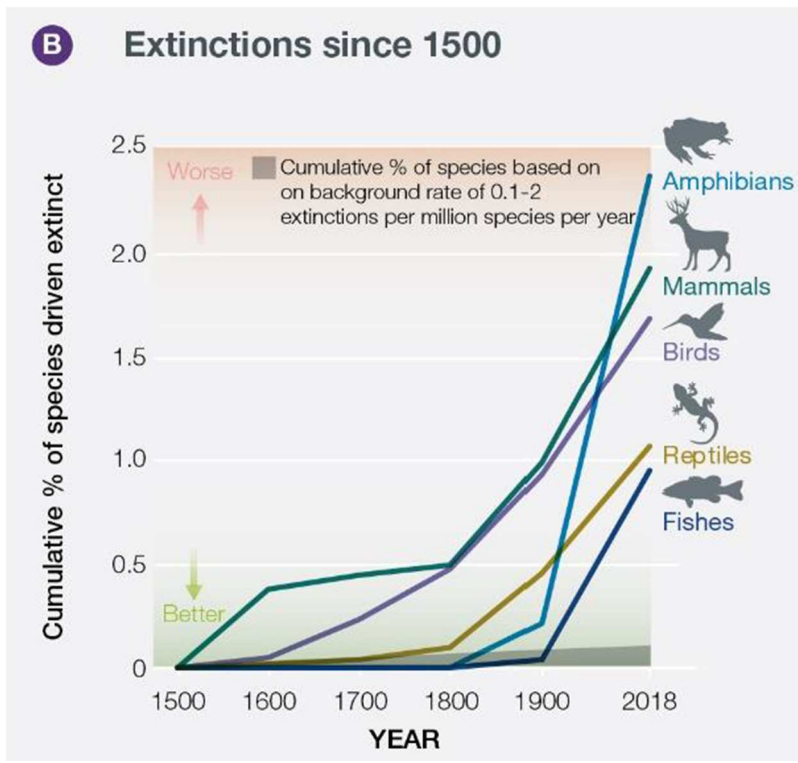 B Extinctions since 1500
Cumulative % of species driven extinct
2.5
2.0
1.5
1.0
0.5
0
Worse
Cumulative % of species based on
on background rate of 0.1-2
extinctions per million species per year
Better
Amphibians
Mammals
Birds
Reptiles
Fishes
1500 1600 1700 1800 1900 2018
YEAR